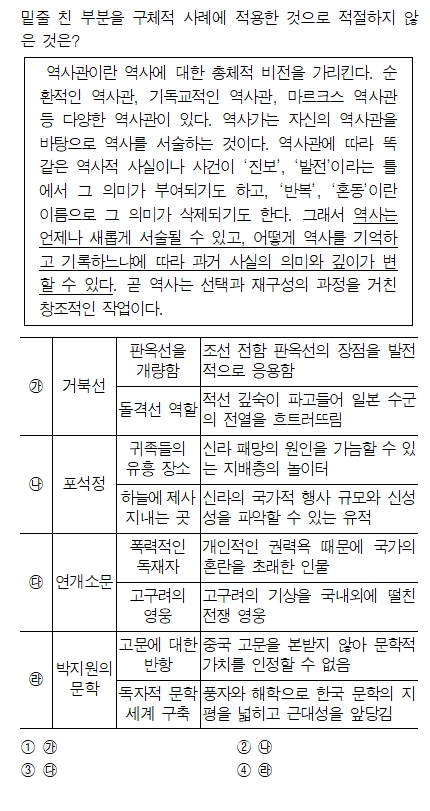 밑줄 친 부분을 구체적 사례에 적용한 것으로 적절하지 않
은 것은?
역사관이란 역사에 대한 총체적 비전을 가리킨다. 순
환적인 역사관, 기독교적인 역사관, 마르크스 역사관
등 다양한 역사관이 있다. 역사가는 자신의 역사관을
바탕으로 역사를 서술하는 것이다. 역사관에 따라 똑
같은 역사적 사실이나 사건이 ‘진보’, ‘발전’이라는 틀
에서 그 의미가 부여되기도 하고, ‘반복’, ‘혼동’이란
이름으로 그 의미가 삭제되기도 한다. 그래서 역사는
언제나 새롭게 서술될 수 있고, 어떻게 역사를 기억하
고 기록하느냐에 따라 과거 사실의 의미와 깊이가 변
할 수 있다. 곧 역사는 선택과 재구성의 과정을 거친
창조적인 작업이다.
㉮ 거북선
판옥선을
개량함
조선 전함 판옥선의 장점을 발전
적으로 응용함
돌격선 역할
적선 깊숙이 파고들어 일본 수군
의 전열을 흐트러뜨림
㉯ 포석정
귀족들의
유흥 장소
신라 패망의 원인을 가늠할 수 있
는 지배층의 놀이터
하늘에 제사
지내는 곳
신라의 국가적 행사 규모와 신성
성을 파악할 수 있는 유적
㉰ 연개소문
폭력적인
독재자
개인적인 권력욕 때문에 국가의
혼란을 초래한 인물
고구려의
영웅
고구려의 기상을 국내외에 떨친
전쟁 영웅
㉱ 박지원의
문학
고문에 대한
반항
중국 고문을 본받지 않아 문학적
가치를 인정할 수 없음
독자적 문학
세계 구축
풍자와 해학으로 한국 문학의 지
평을 넓히고 근대성을 앞당김
① ㉮ ② ㉯
③ ㉰ ④ ㉱